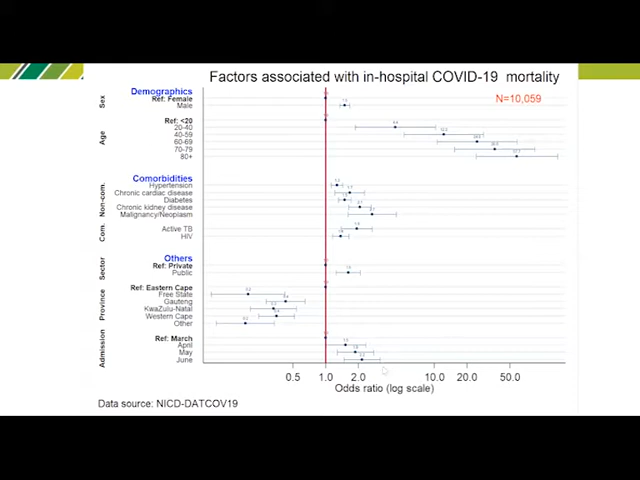 Factors associated with in-hospital COVID-19 mortality
N=10,059
Demographics
Sex
Ref: Female
Male
Age
Ref: <20
20-40
40-59
60-69
70-79
80+
Comorbidities
Non-com.
Hypertension
Chronic cardiac disease
Diabetes
Chronic kidney disease
Malignancy/Neoplasm
Com.
Active TB
HIV
Others
Sector
Ref: Private
Public
Province
Ref: Eastern Cape
Free State
Gauteng
KwaZulu-Natal
Western Cape
Other
Admission
Ref: March
April
May
June
0.5 1.0 2.0 10.0 20.0 50.0
Odds ratio (log scale)
Data source: NICD-DATCOV19